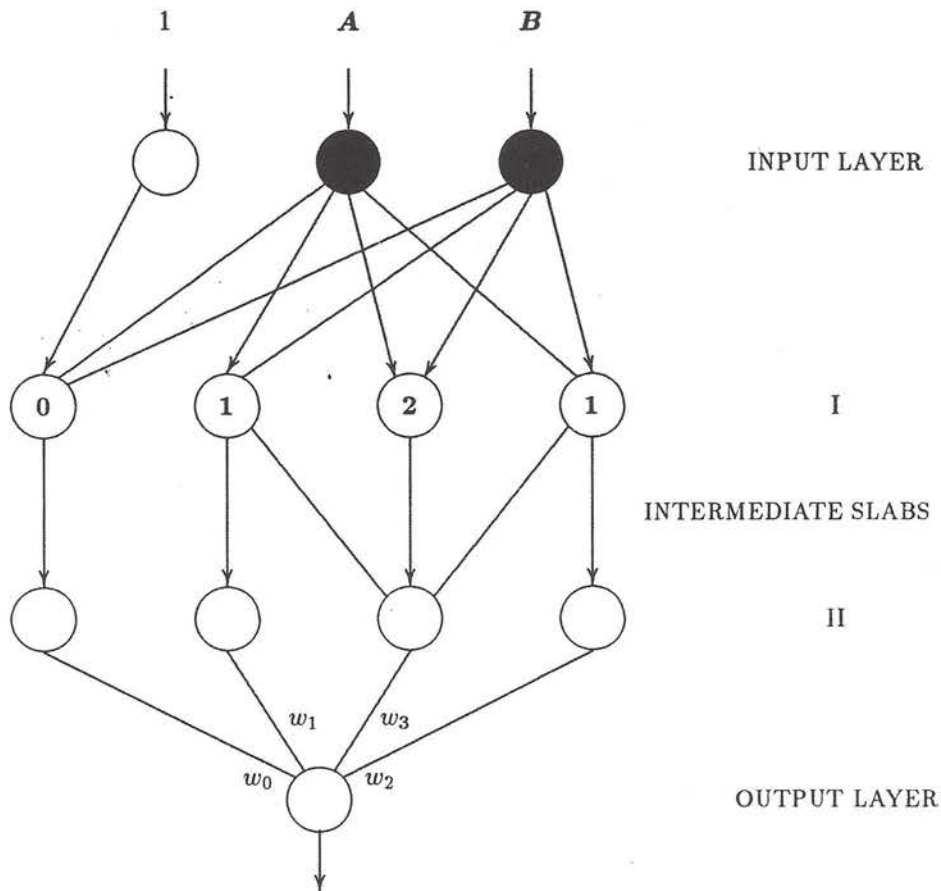 1 A B
INPUT LAYER
0 1 2 1 I
INTERMEDIATE SLABS
II
w₁ w₃
w₀ w₂
OUTPUT LAYER